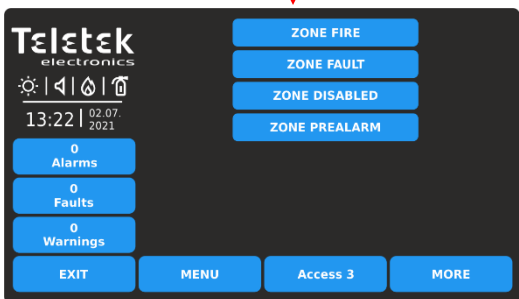 Teletek
electronics
13:22 02.07.
2021
0
Alarms
0
Faults
0
Warnings
ZONE FIRE
ZONE FAULT
ZONE DISABLED
ZONE PREALARM
EXIT
MENU
Access 3
MORE